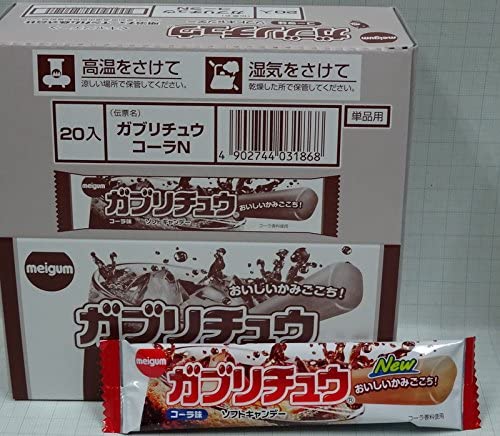 meigum
ガブリチュウ
高温をさけて
涼しい場所で保管してください。
湿気をさけて
乾燥した所で保管してください。
20入
(伝票名)
ガブリチュウ
コーラN
4 902744 031868
単品用
meigum
ガブリチュウ
コーラ味
ソフトキャンデー
おいしいかみごこち!
コーラ香料使用
meigum
おいしいかみごこち!
ガブリチュウ
meigum
ガブリチュウ
New
おいしいかみごこち!
コーラ味
ソフトキャンデー
コーラ香料使用